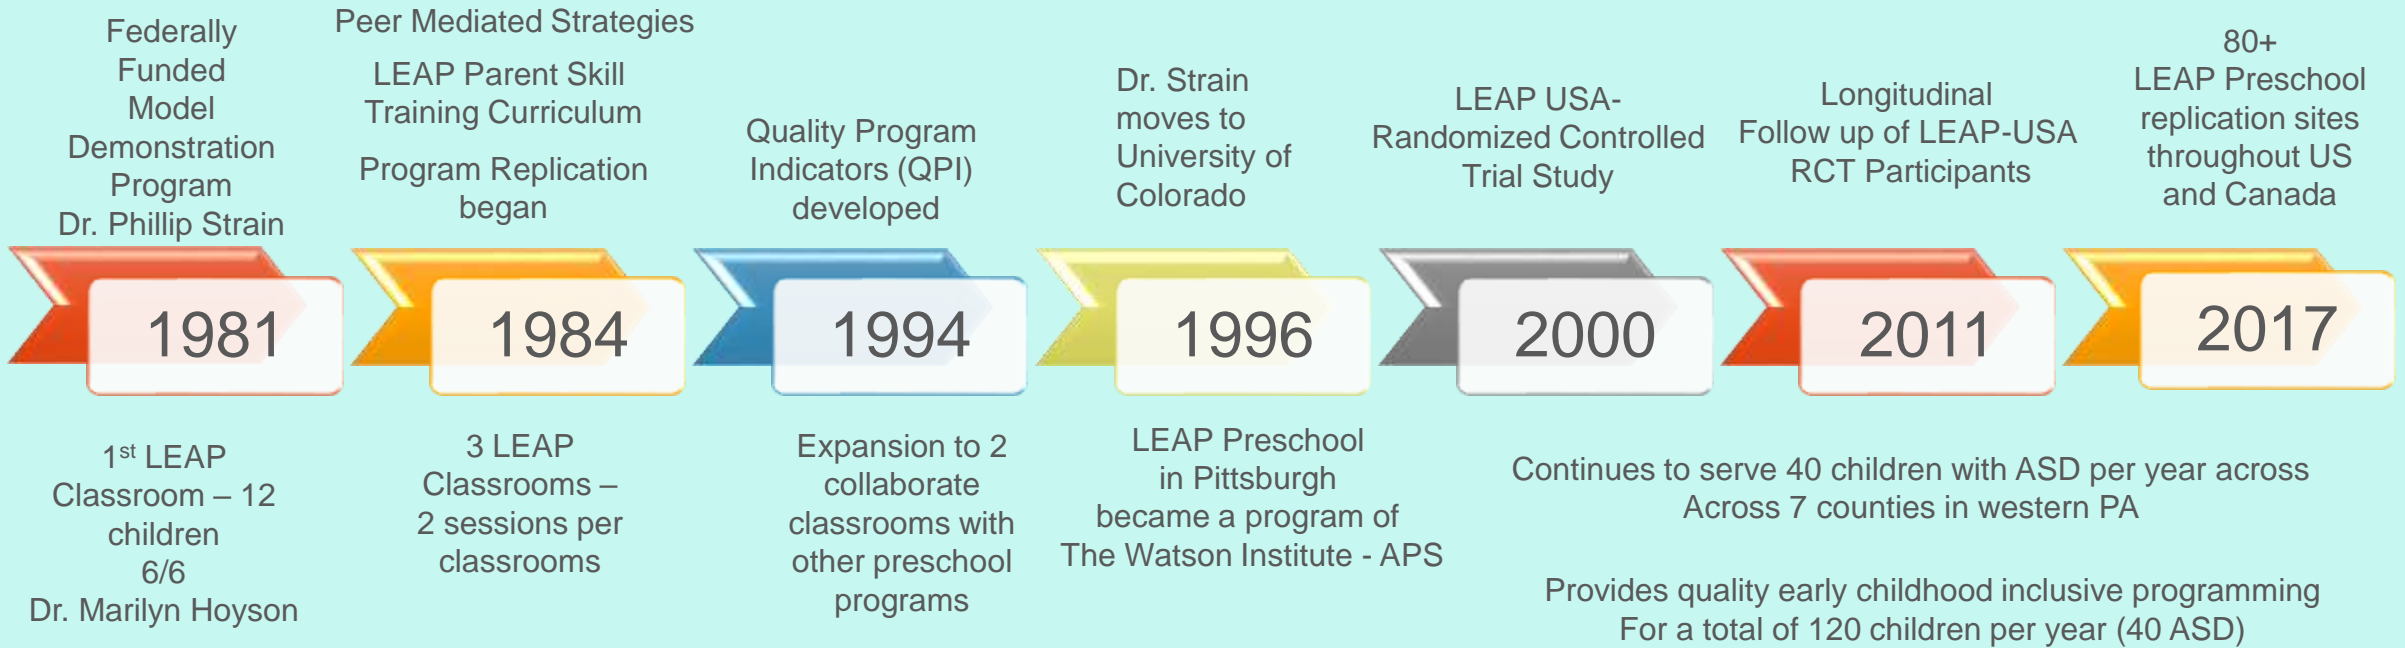 Federally
Funded
Model
Demonstration
Program
Dr. Phillip Strain
1981
1st LEAP
Classroom – 12
children
6/6
Dr. Marilyn Hoyson
Peer Mediated Strategies
LEAP Parent Skill
Training Curriculum
Program Replication
began
1984
3 LEAP
Classrooms –
2 sessions per
classrooms
Quality Program
Indicators (QPI)
developed
1994
Expansion to 2
collaborate
classrooms with
other preschool
programs
Dr. Strain
moves to
University of
Colorado
1996
LEAP Preschool
in Pittsburgh
became a program of
The Watson Institute - APS
LEAP USA-
Randomized Controlled
Trial Study
2000
Longitudinal
Follow up of LEAP-USA
RCT Participants
2011
80+
LEAP Preschool
replication sites
throughout US
and Canada
2017
Continues to serve 40 children with ASD per year across
Across 7 counties in western PA
Provides quality early childhood inclusive programming
For a total of 120 children per year (40 ASD)